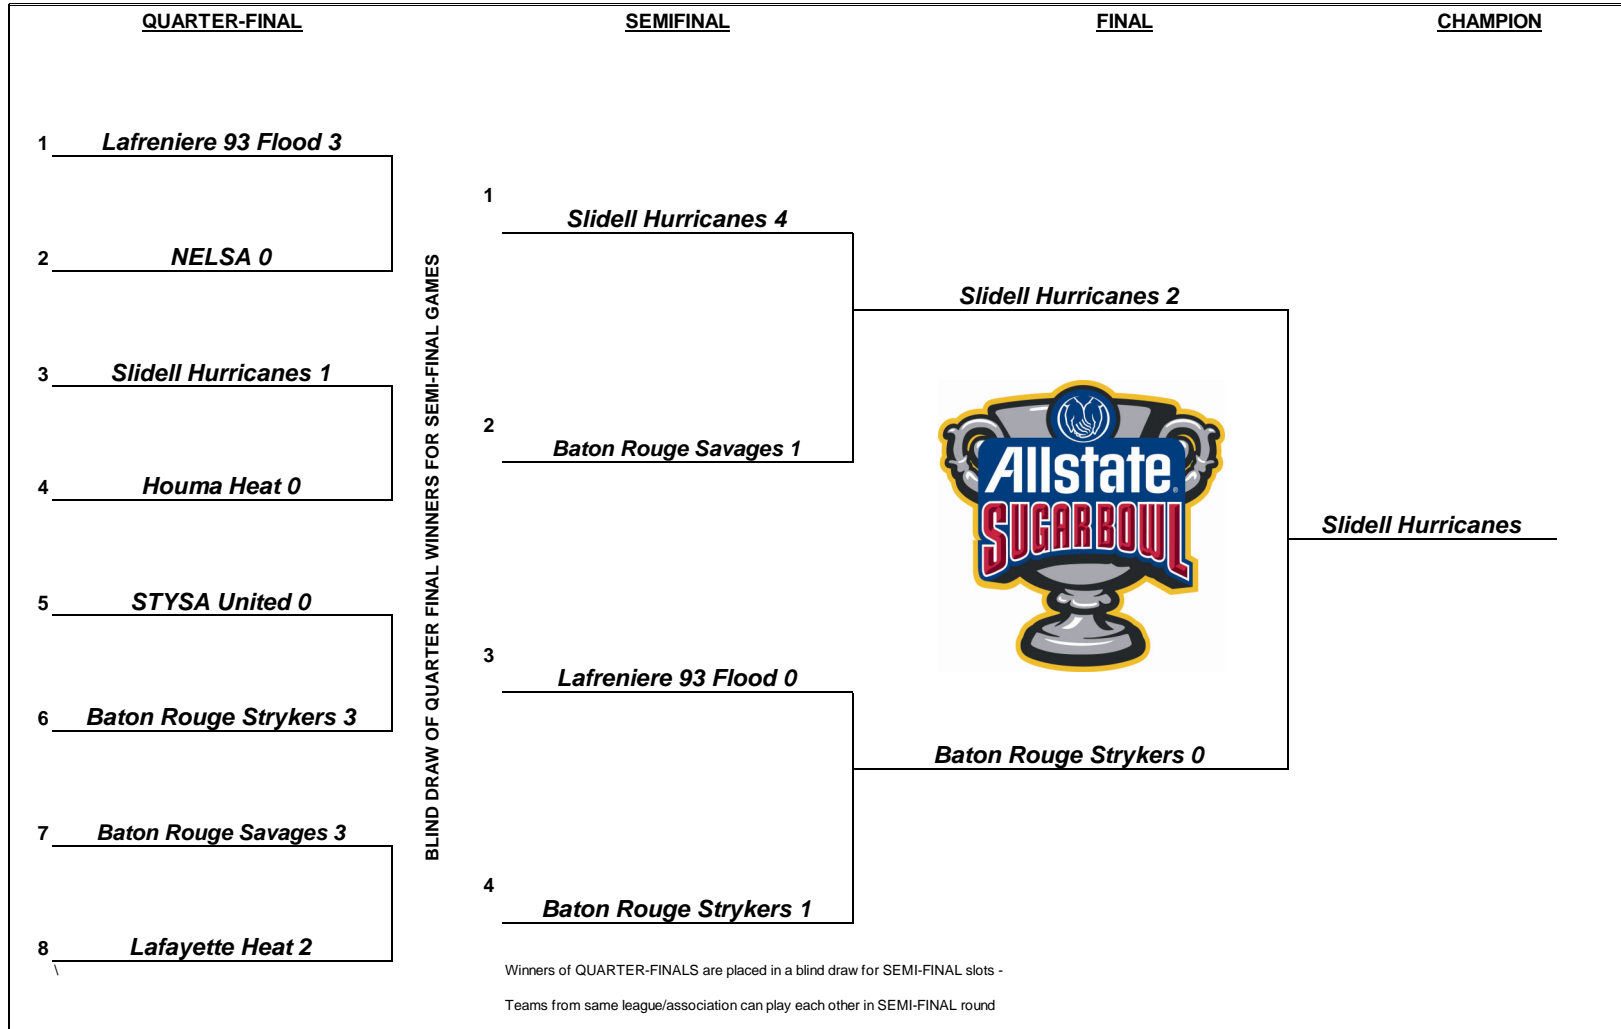 QUARTER-FINAL
SEMIFINAL
FINAL
CHAMPION
1 Lafreniere 93 Flood 3
2 NELSA 0
3 Slidell Hurricanes 1
4 Houma Heat 0
5 STYSA United 0
6 Baton Rouge Strykers 3
7 Baton Rouge Savages 3
8 Lafayette Heat 2
\
BLIND DRAW OF QUARTER FINAL WINNERS FOR SEMI-FINAL GAMES
1
Slidell Hurricanes 4
2
Baton Rouge Savages 1
3
Lafreniere 93 Flood 0
4
Baton Rouge Strykers 1
Winners of QUARTER-FINALS are placed in a blind draw for SEMI-FINAL slots -
Teams from same league/association can play each other in SEMI-FINAL round
Slidell Hurricanes 2
Allstate®
SUGAR BOWL
Baton Rouge Strykers 0
Slidell Hurricanes